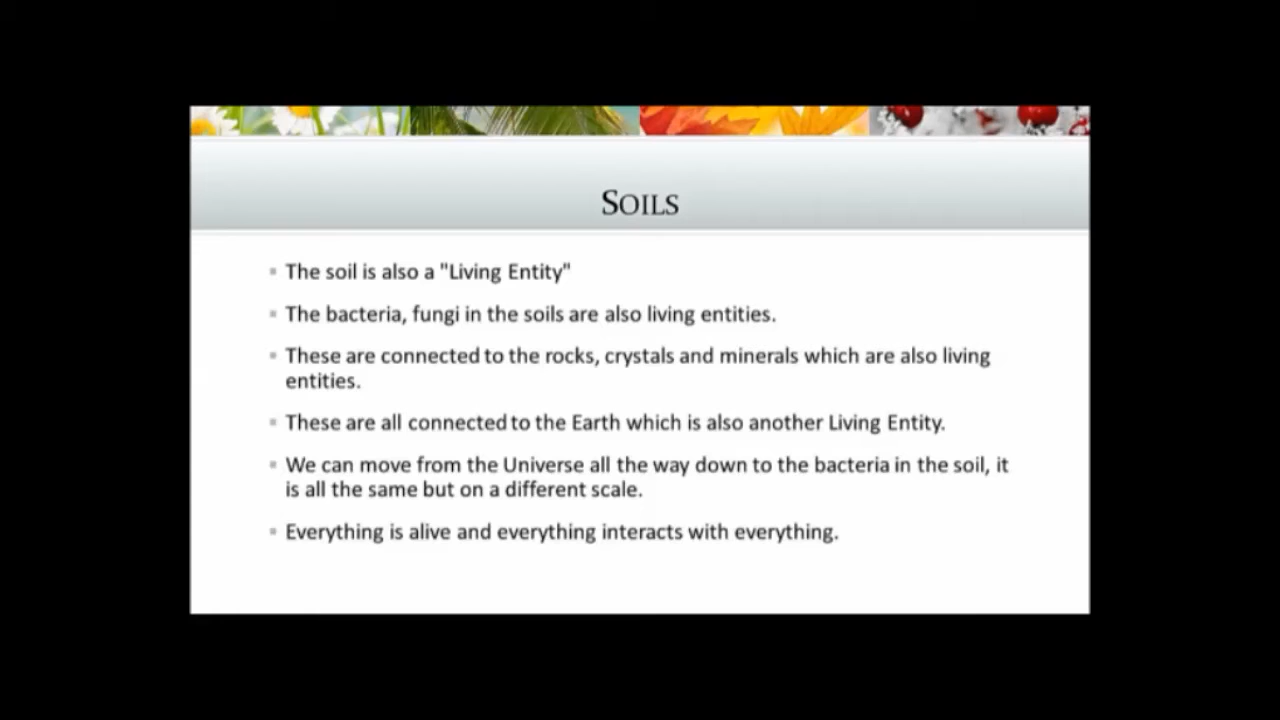 SOILS
▪ The soil is also a "Living Entity"
▪ The bacteria, fungi in the soils are also living entities.
▪ These are connected to the rocks, crystals and minerals which are also living
entities.
▪ These are all connected to the Earth which is also another Living Entity.
▪ We can move from the Universe all the way down to the bacteria in the soil, it
is all the same but on a different scale.
▪ Everything is alive and everything interacts with everything.